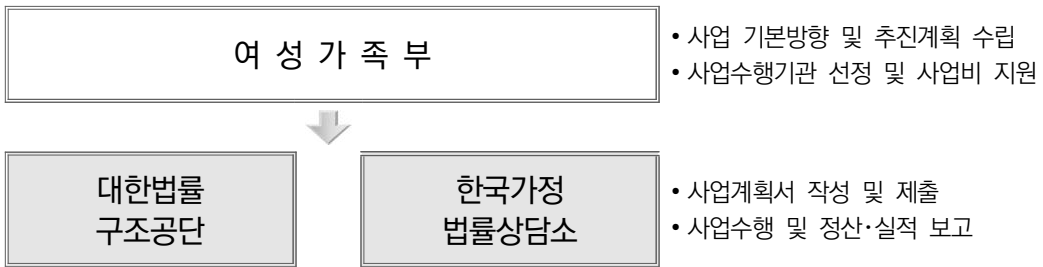 여 성 가 족 부
• 사업 기본방향 및 추진계획 수립
• 사업수행기관 선정 및 사업비 지원
대한법률
구조공단
한국가정
법률상담소
• 사업계획서 작성 및 제출
• 사업수행 및 정산·실적 보고